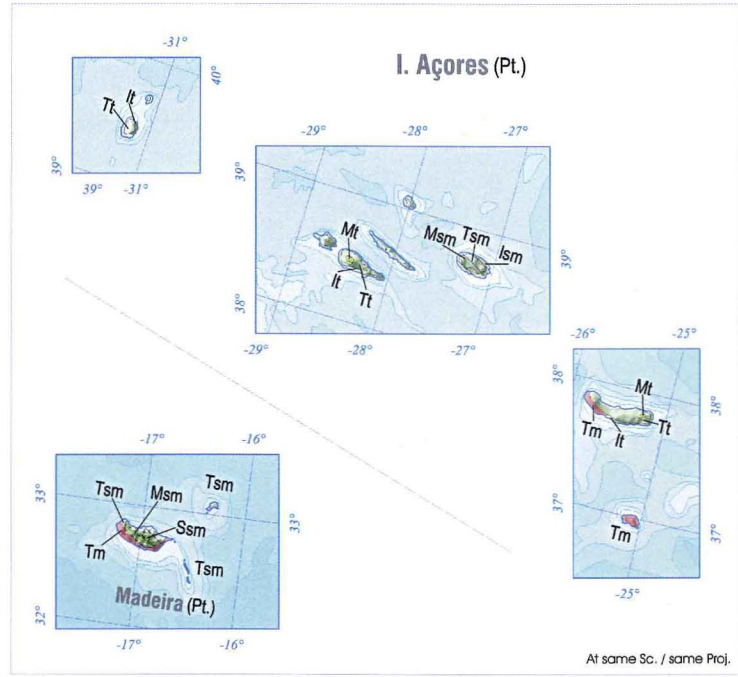 I. Açores (Pt.)
-31°
40°
Tt It
39°
39° -31°
-29° -28° -27°
39°
Mt
Msm Tsm Ism
It Tt
39°
38°
-29° -28° -27°
-26° -25°
38°
Mt
38°
Tm It Tt
37°
Tm
37°
-25°
-17° -16°
33°
Tsm Msm Tsm
Ssm
33°
Tm
Tsm
Madeira (Pt.)
32°
-17° -16°
At same Sc. / same Proj.